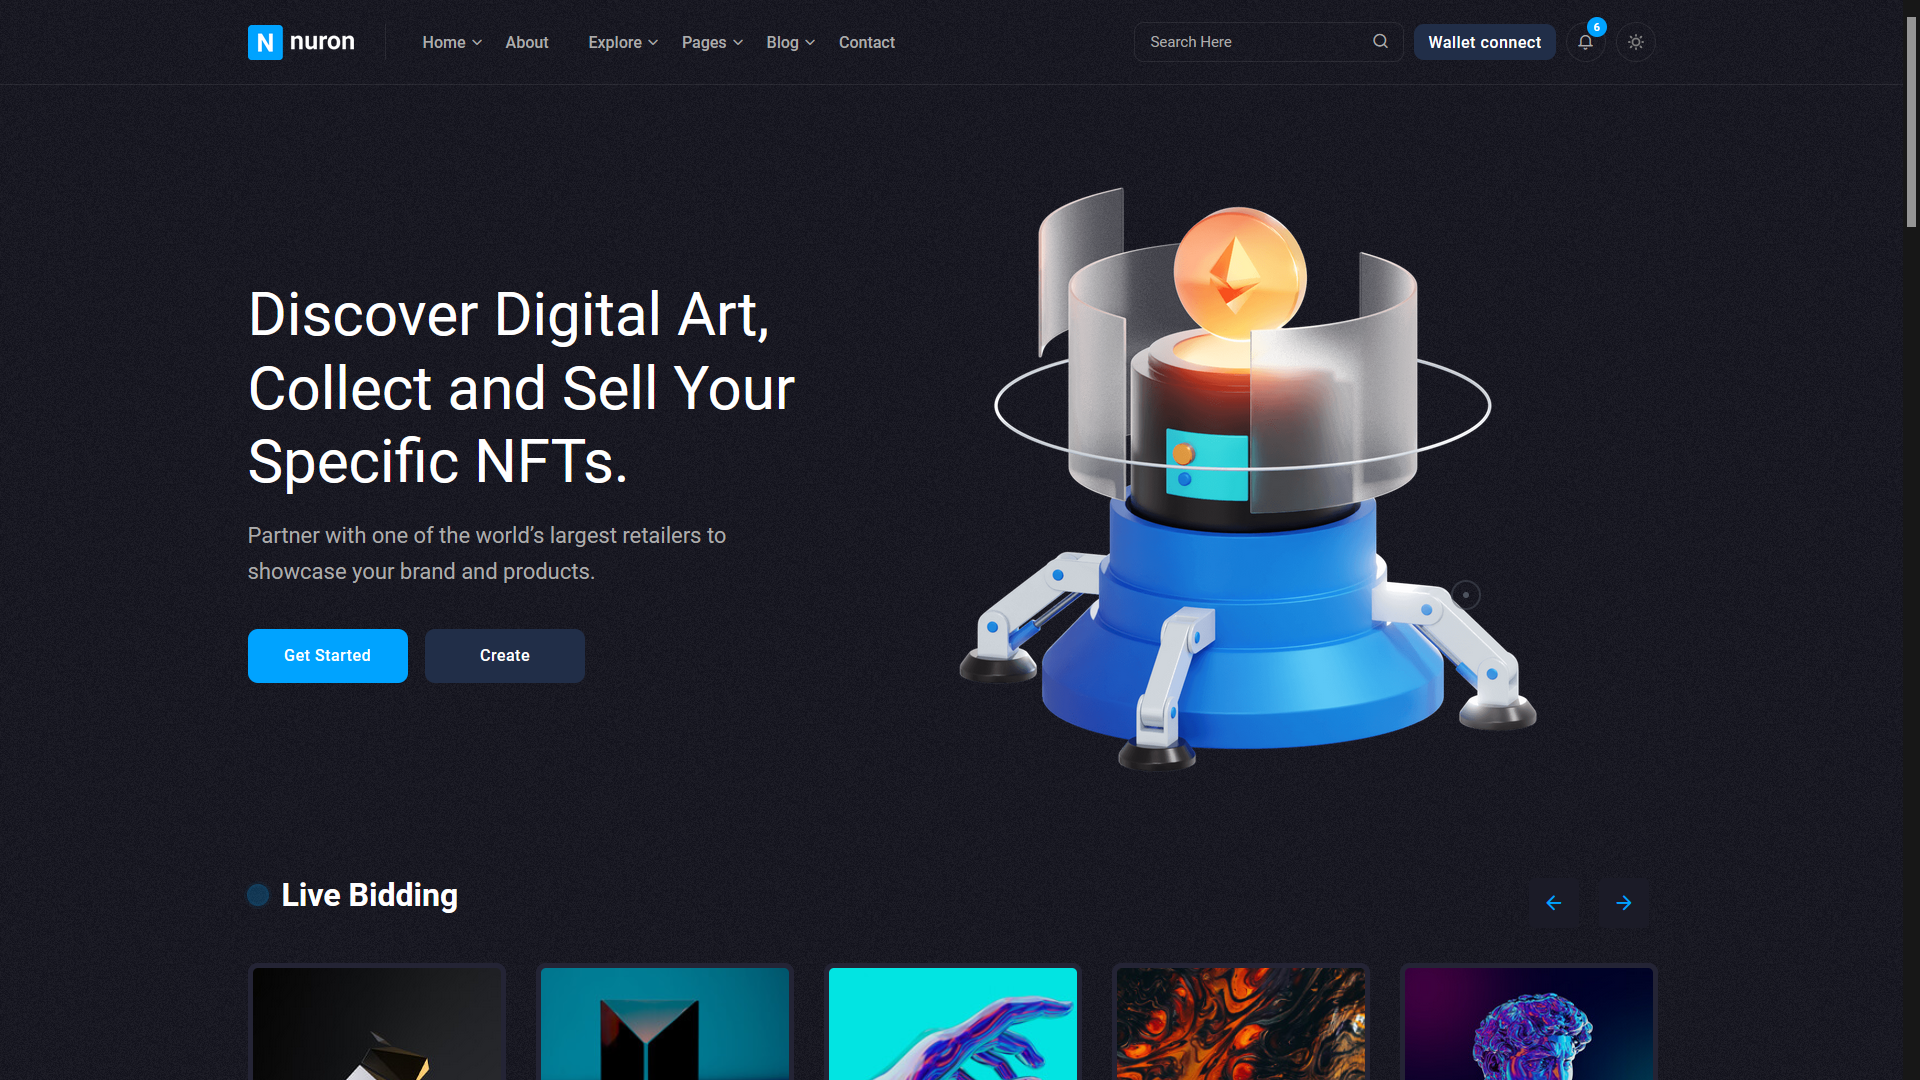 N nuron
Home
About
Explore
Pages
Blog
Contact
Search Here
Wallet connect
6
Discover Digital Art,
Collect and Sell Your
Specific NFTs.
Partner with one of the world’s largest retailers to
showcase your brand and products.
Get Started
Create
Live Bidding